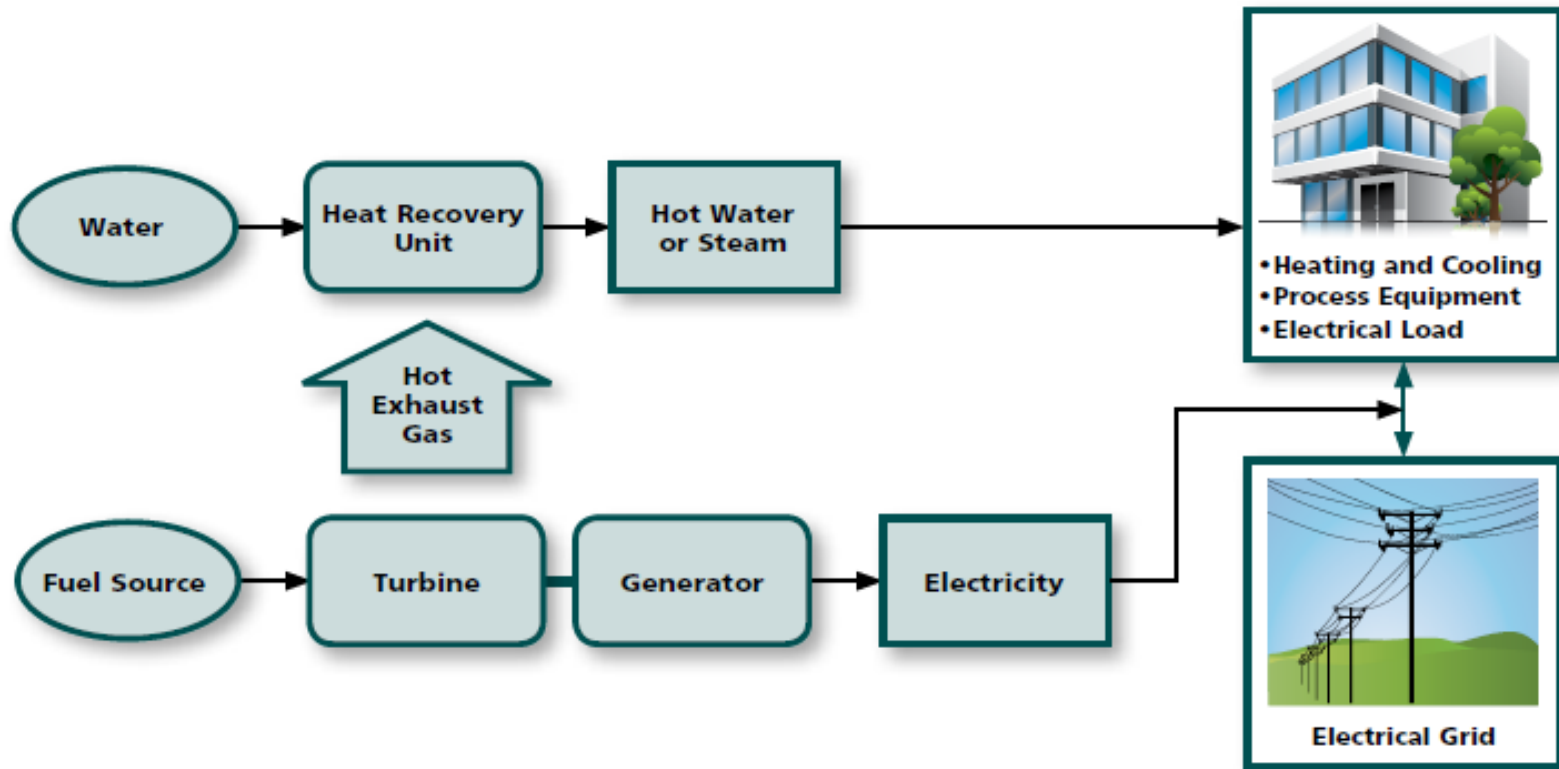 Water
Heat Recovery
Unit
Hot Water
or Steam
•Heating and Cooling
•Process Equipment
•Electrical Load
Hot
Exhaust
Gas
Fuel Source
Turbine
Generator
Electricity
Electrical Grid